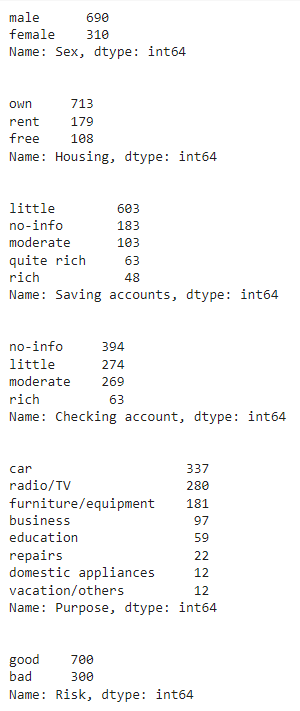 male 690
female 310
Name: Sex, dtype: int64
own 713
rent 179
free 108
Name: Housing, dtype: int64
little 603
no-info 183
moderate 103
quite rich 63
rich 48
Name: Saving accounts, dtype: int64
no-info 394
little 274
moderate 269
rich 63
Name: Checking account, dtype: int64
car 337
radio/TV 280
furniture/equipment 181
business 97
education 59
repairs 22
domestic appliances 12
vacation/others 12
Name: Purpose, dtype: int64
good 700
bad 300
Name: Risk, dtype: int64